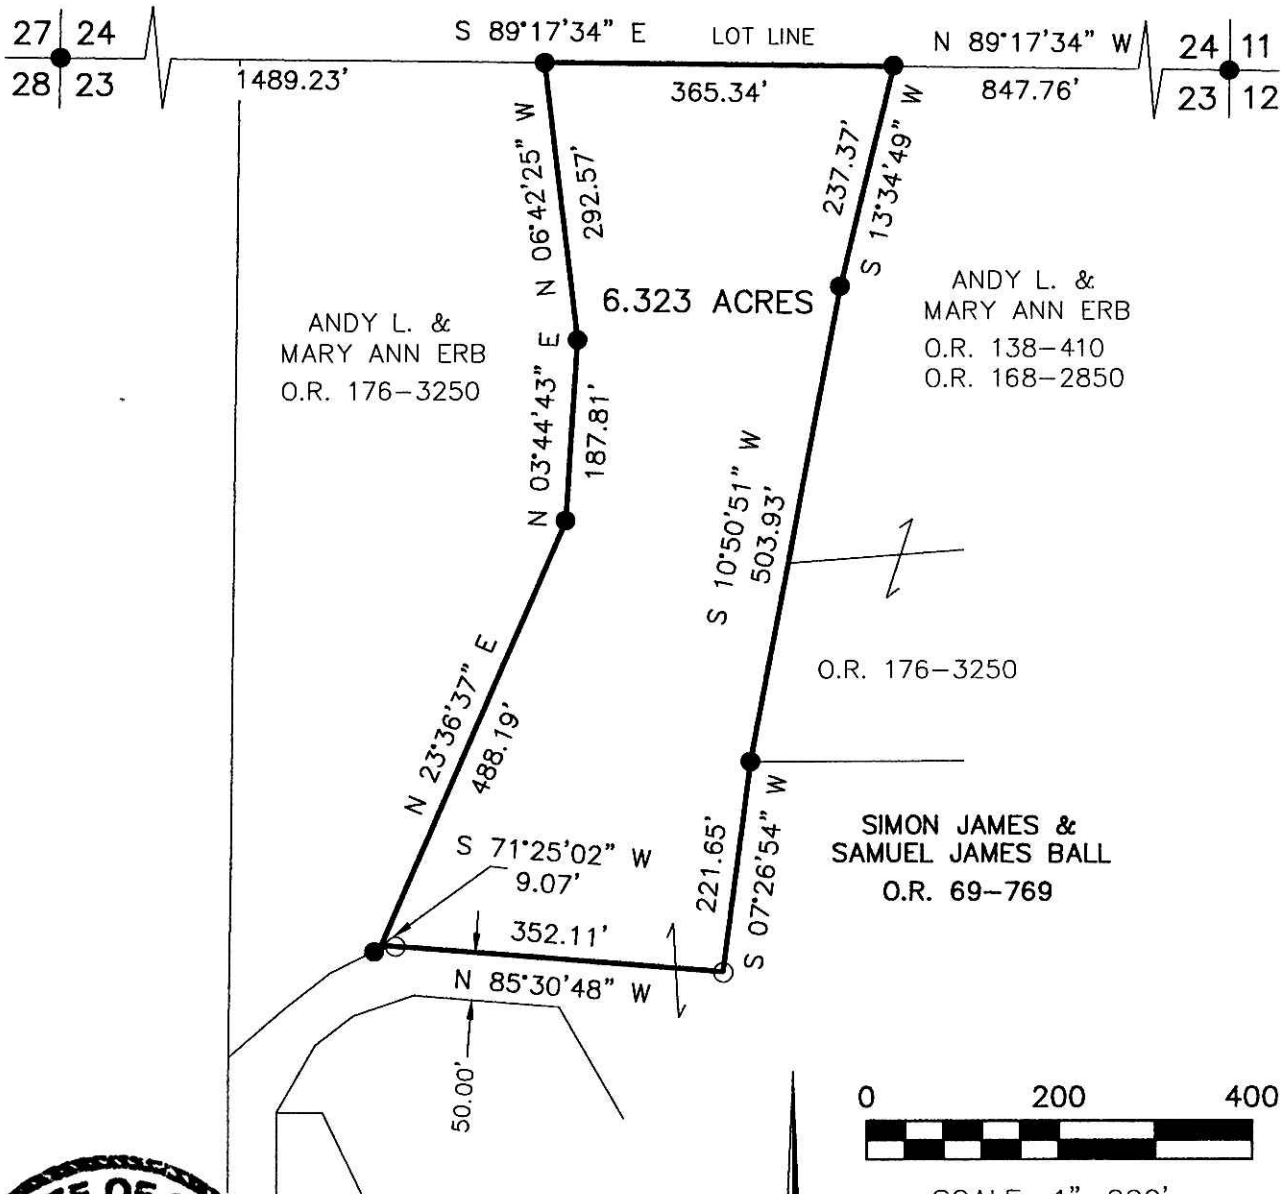 27 24
28 23
S 89°17'34" E
LOT LINE
N 89°17'34" W
24 11
23 12
1489.23'
365.34'
847.76'
N 06°42'25" W
292.57'
237.37'
S 13°34'49" W
6.323 ACRES
ANDY L. &
MARY ANN ERB
O.R. 176-3250
ANDY L. &
MARY ANN ERB
O.R. 138-410
O.R. 168-2850
N 03°44'43" E
187.81'
S 10°50'51" W
503.93'
O.R. 176-3250
N 23°36'37" E
488.19'
S 71°25'02" W
9.07'
221.65'
S 07°26'54" W
SIMON JAMES &
SAMUEL JAMES BALL
O.R. 69-769
352.11'
N 85°30'48" W
50.00'
0 200 400